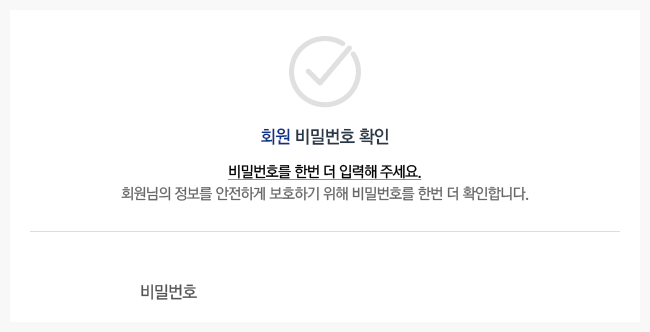 회원 비밀번호 확인
비밀번호를 한번 더 입력해 주세요.
회원님의 정보를 안전하게 보호하기 위해 비밀번호를 한번 더 확인합니다.
비밀번호